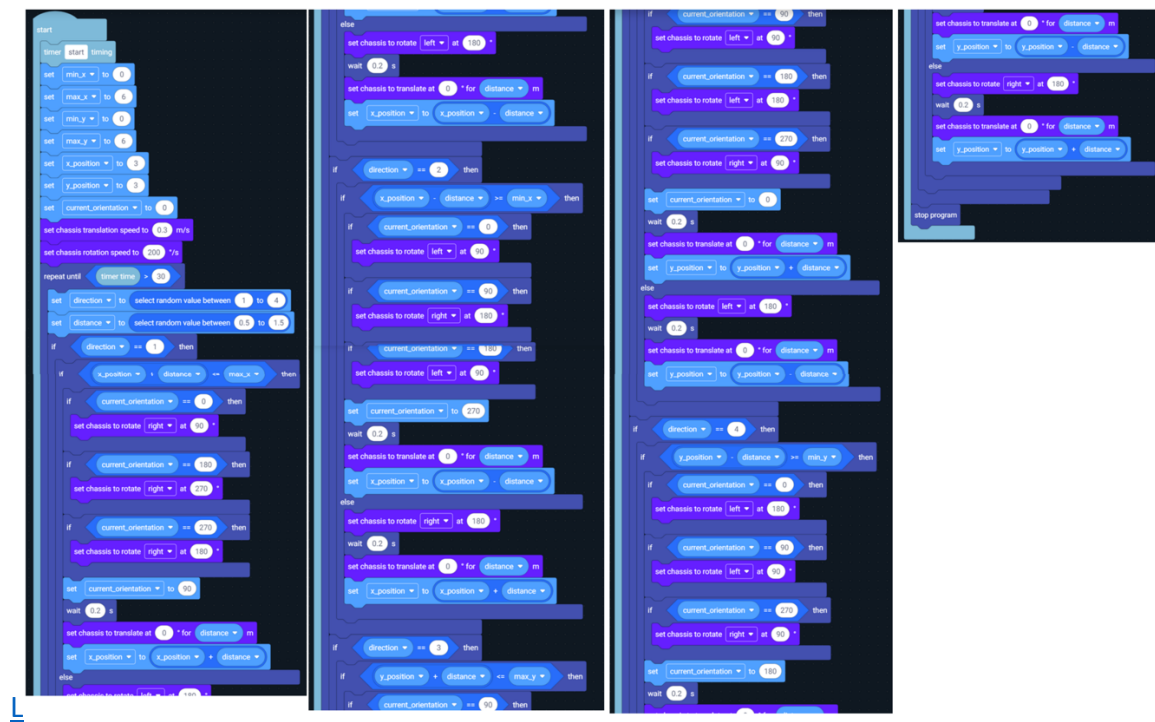 start
timer start timing
set min_x to 0
set max_x to 6
set min_y to 0
set max_y to 6
set x_position to 3
set y_position to 3
set current_orientation to 0
set chassis translation speed to 0.3 m/s
set chassis rotation speed to 200 °/s
repeat until timer time > 30
set direction to select random value between 1 to 4
set distance to select random value between 0.5 to 1.5
if direction == 1 then
if x_position + distance <= max_x then
if current_orientation == 0 then
set chassis to rotate right at 90 °
if current_orientation == 180 then
set chassis to rotate right at 270 °
if current_orientation == 270 then
set chassis to rotate right at 180 °
set current_orientation to 90
wait 0.2 s
set chassis to translate at 0 ° for distance m
set x_position to x_position + distance
else
set chassis to rotate left at 180 °
else
set chassis to rotate left at 180 °
wait 0.2 s
set chassis to translate at 0 ° for distance m
set x_position to x_position - distance
if direction == 2 then
if x_position - distance >= min_x then
if current_orientation == 0 then
set chassis to rotate left at 90 °
if current_orientation == 90 then
set chassis to rotate right at 180 °
if current_orientation == 180 then
set chassis to rotate left at 90 °
set current_orientation to 270
wait 0.2 s
set chassis to translate at 0 ° for distance m
set x_position to x_position - distance
else
set chassis to rotate right at 180 °
wait 0.2 s
set chassis to translate at 0 ° for distance m
set x_position to x_position + distance
if direction == 3 then
if y_position + distance <= max_y then
if current_orientation == 90 then
if current_orientation == 90 then
set chassis to rotate left at 90 °
if current_orientation == 180 then
set chassis to rotate left at 180 °
if current_orientation == 270 then
set chassis to rotate right at 90 °
set current_orientation to 0
wait 0.2 s
set chassis to translate at 0 ° for distance m
set y_position to y_position + distance
else
set chassis to rotate left at 180 °
wait 0.2 s
set chassis to translate at 0 ° for distance m
set y_position to y_position - distance
if direction == 4 then
if y_position - distance >= min_y then
if current_orientation == 0 then
set chassis to rotate left at 180 °
if current_orientation == 90 then
set chassis to rotate left at 90 °
if current_orientation == 270 then
set chassis to rotate right at 90 °
set current_orientation to 180
wait 0.2 s
set chassis to translate at 0 ° for distance m
set y_position to y_position - distance
else
set chassis to rotate right at 180 °
wait 0.2 s
set chassis to translate at 0 ° for distance m
set y_position to y_position + distance
stop program
L